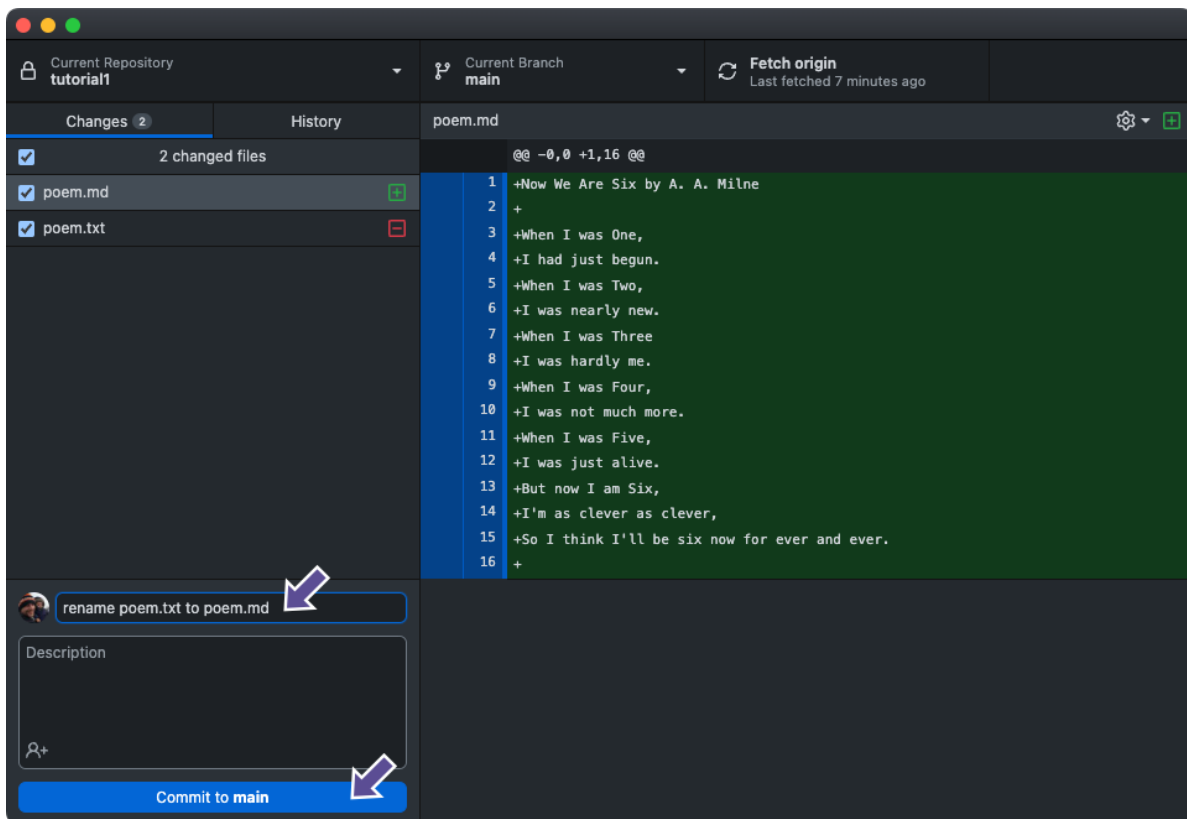 Current Repository
tutorial1
Current Branch
main
Fetch origin
Last fetched 7 minutes ago
Changes 2
History
2 changed files
poem.md
poem.txt
poem.md
@@ -0,0 +1,16 @@
1 +Now We Are Six by A. A. Milne
2 +
3 +When I was One,
4 +I had just begun.
5 +When I was Two,
6 +I was nearly new.
7 +When I was Three
8 +I was hardly me.
9 +When I was Four,
10 +I was not much more.
11 +When I was Five,
12 +I was just alive.
13 +But now I am Six,
14 +I'm as clever as clever,
15 +So I think I'll be six now for ever and ever.
16 +
rename poem.txt to poem.md
Description
Commit to main